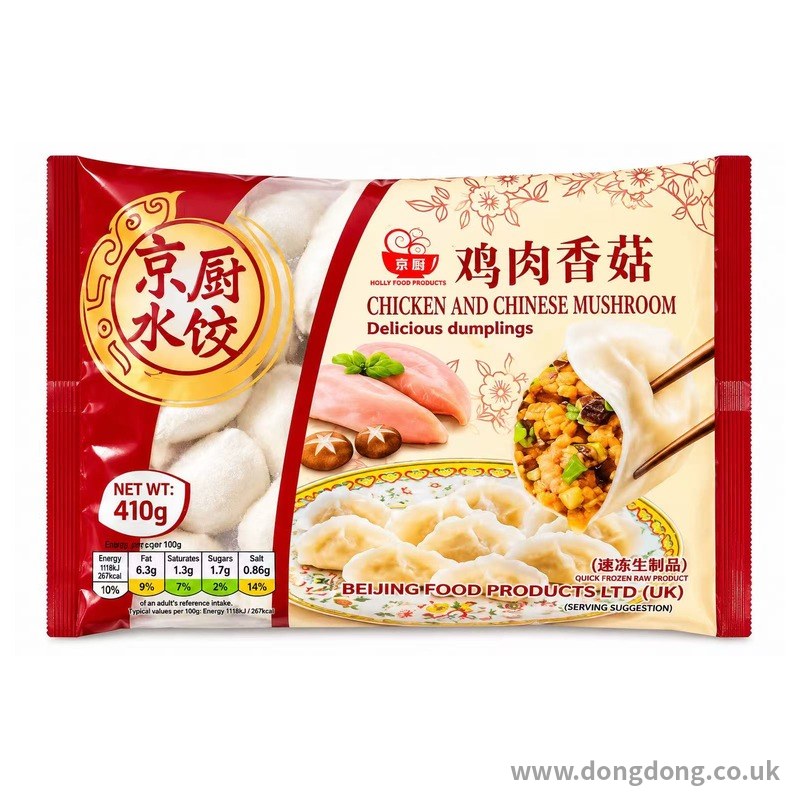 京厨
水饺
京厨
HOLLY FOOD PRODUCTS
鸡肉香菇
CHICKEN AND CHINESE MUSHROOM
Delicious dumplings
NET WT:
410g
Energy 100g
Energy Fat Saturates Sugars Salt
1118kJ 267kcal 6.3g 1.3g 1.7g 0.86g
10% 9% 7% 2% 14%
of an adult's reference intake.
Typical values per 100g: Energy 1118kJ / 267kcal
(速冻生制品)
QUICK FROZEN RAW PRODUCT
BEIJING FOOD PRODUCTS LTD (UK)
(SERVING SUGGESTION)
www.dongdong.co.uk